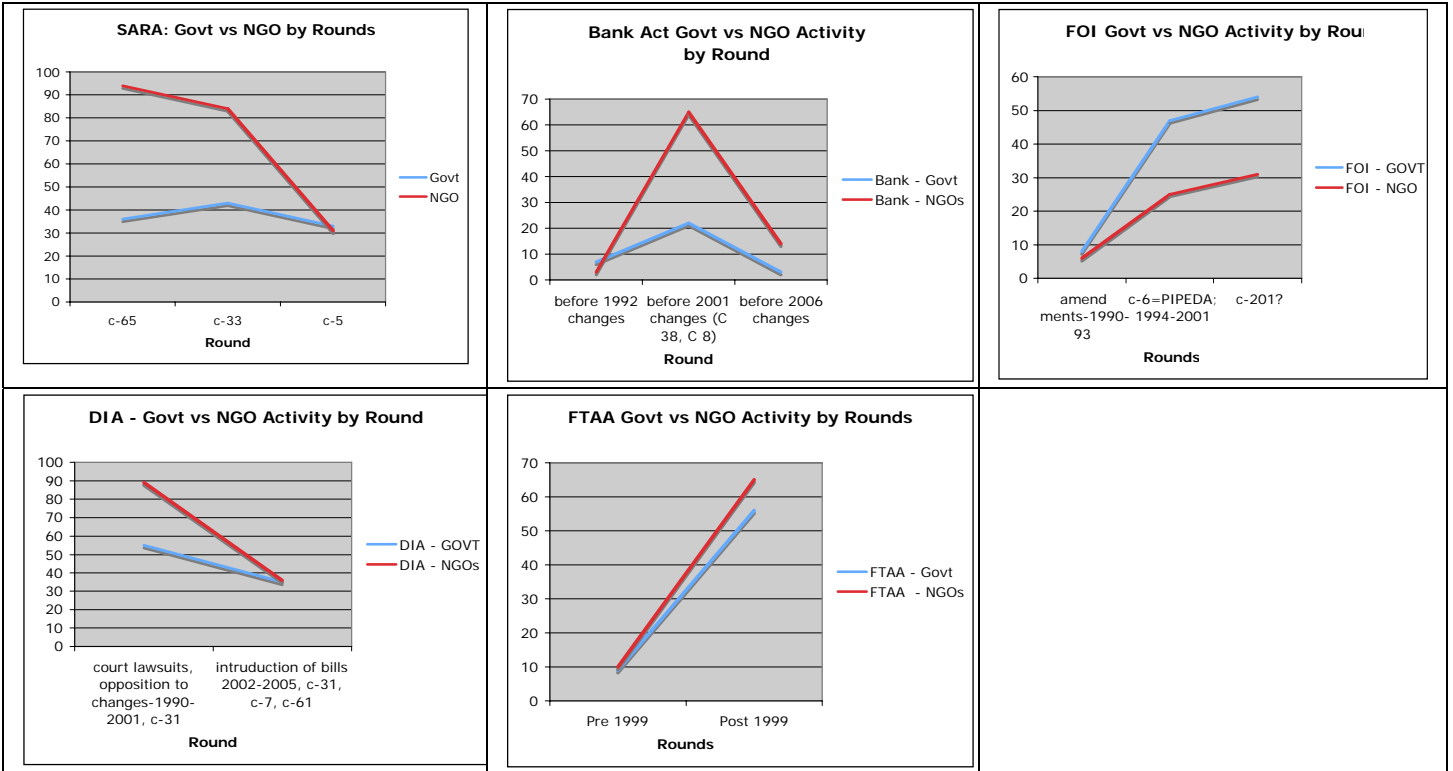 SARA: Govt vs NGO by Rounds
100
90
80
70
60
50
40
30
20
10
0
c-65
c-33
c-5
Round
Govt
NGO
Bank Act Govt vs NGO Activity
by Round
70
60
50
40
30
20
10
0
before 1992
changes
before 2001
changes (C
38, C 8)
before 2006
changes
Round
Bank - Govt
Bank - NGOs
FOI Govt vs NGO Activity by Rou
60
50
40
30
20
10
0
amend
ments-1990-
93
c-6=PIPEDA;
1994-2001
c-201?
Rounds
FOI - GOVT
FOI - NGO
DIA - Govt vs NGO Activity by Round
100
90
80
70
60
50
40
30
20
10
0
court lawsuits,
opposition to
changes-1990-
2001, c-31
intruduction of bills
2002-2005, c-31,
c-7, c-61
Round
DIA - GOVT
DIA - NGOs
FTAA Govt vs NGO Activity by Rounds
70
60
50
40
30
20
10
0
Pre 1999
Post 1999
Rounds
FTAA - Govt
FTAA - NGOs